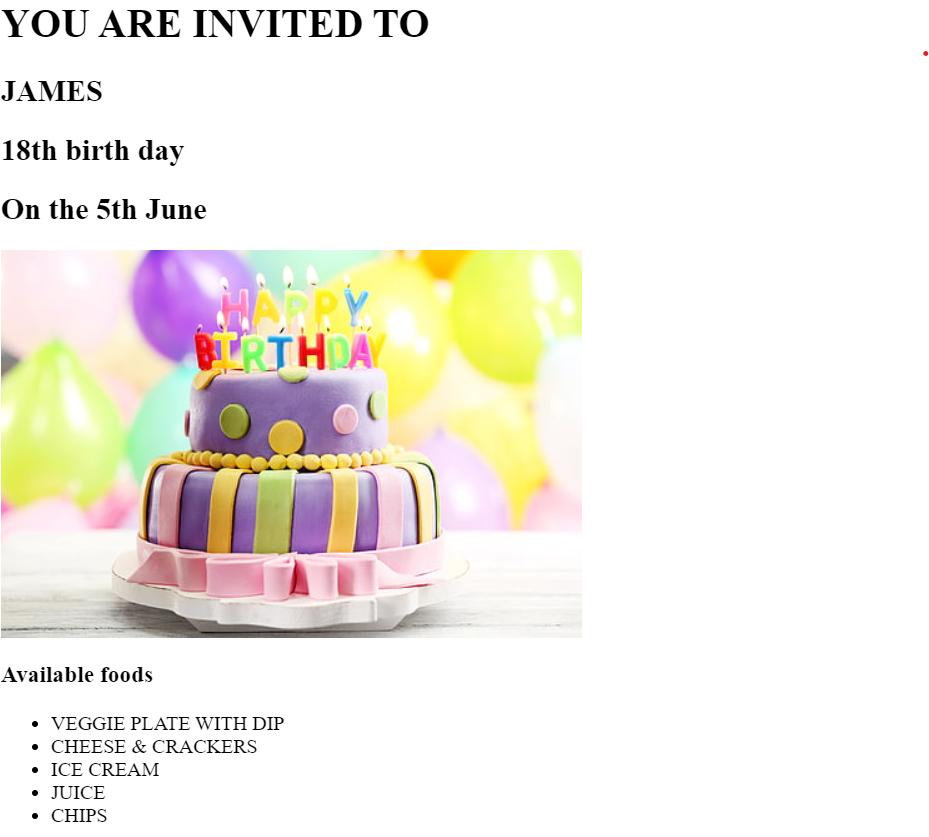 YOU ARE INVITED TO
JAMES
18th birth day
On the 5th June
HAPPY
BIRTHDAY
Available foods
VEGGIE PLATE WITH DIP
CHEESE & CRACKERS
ICE CREAM
JUICE
CHIPS